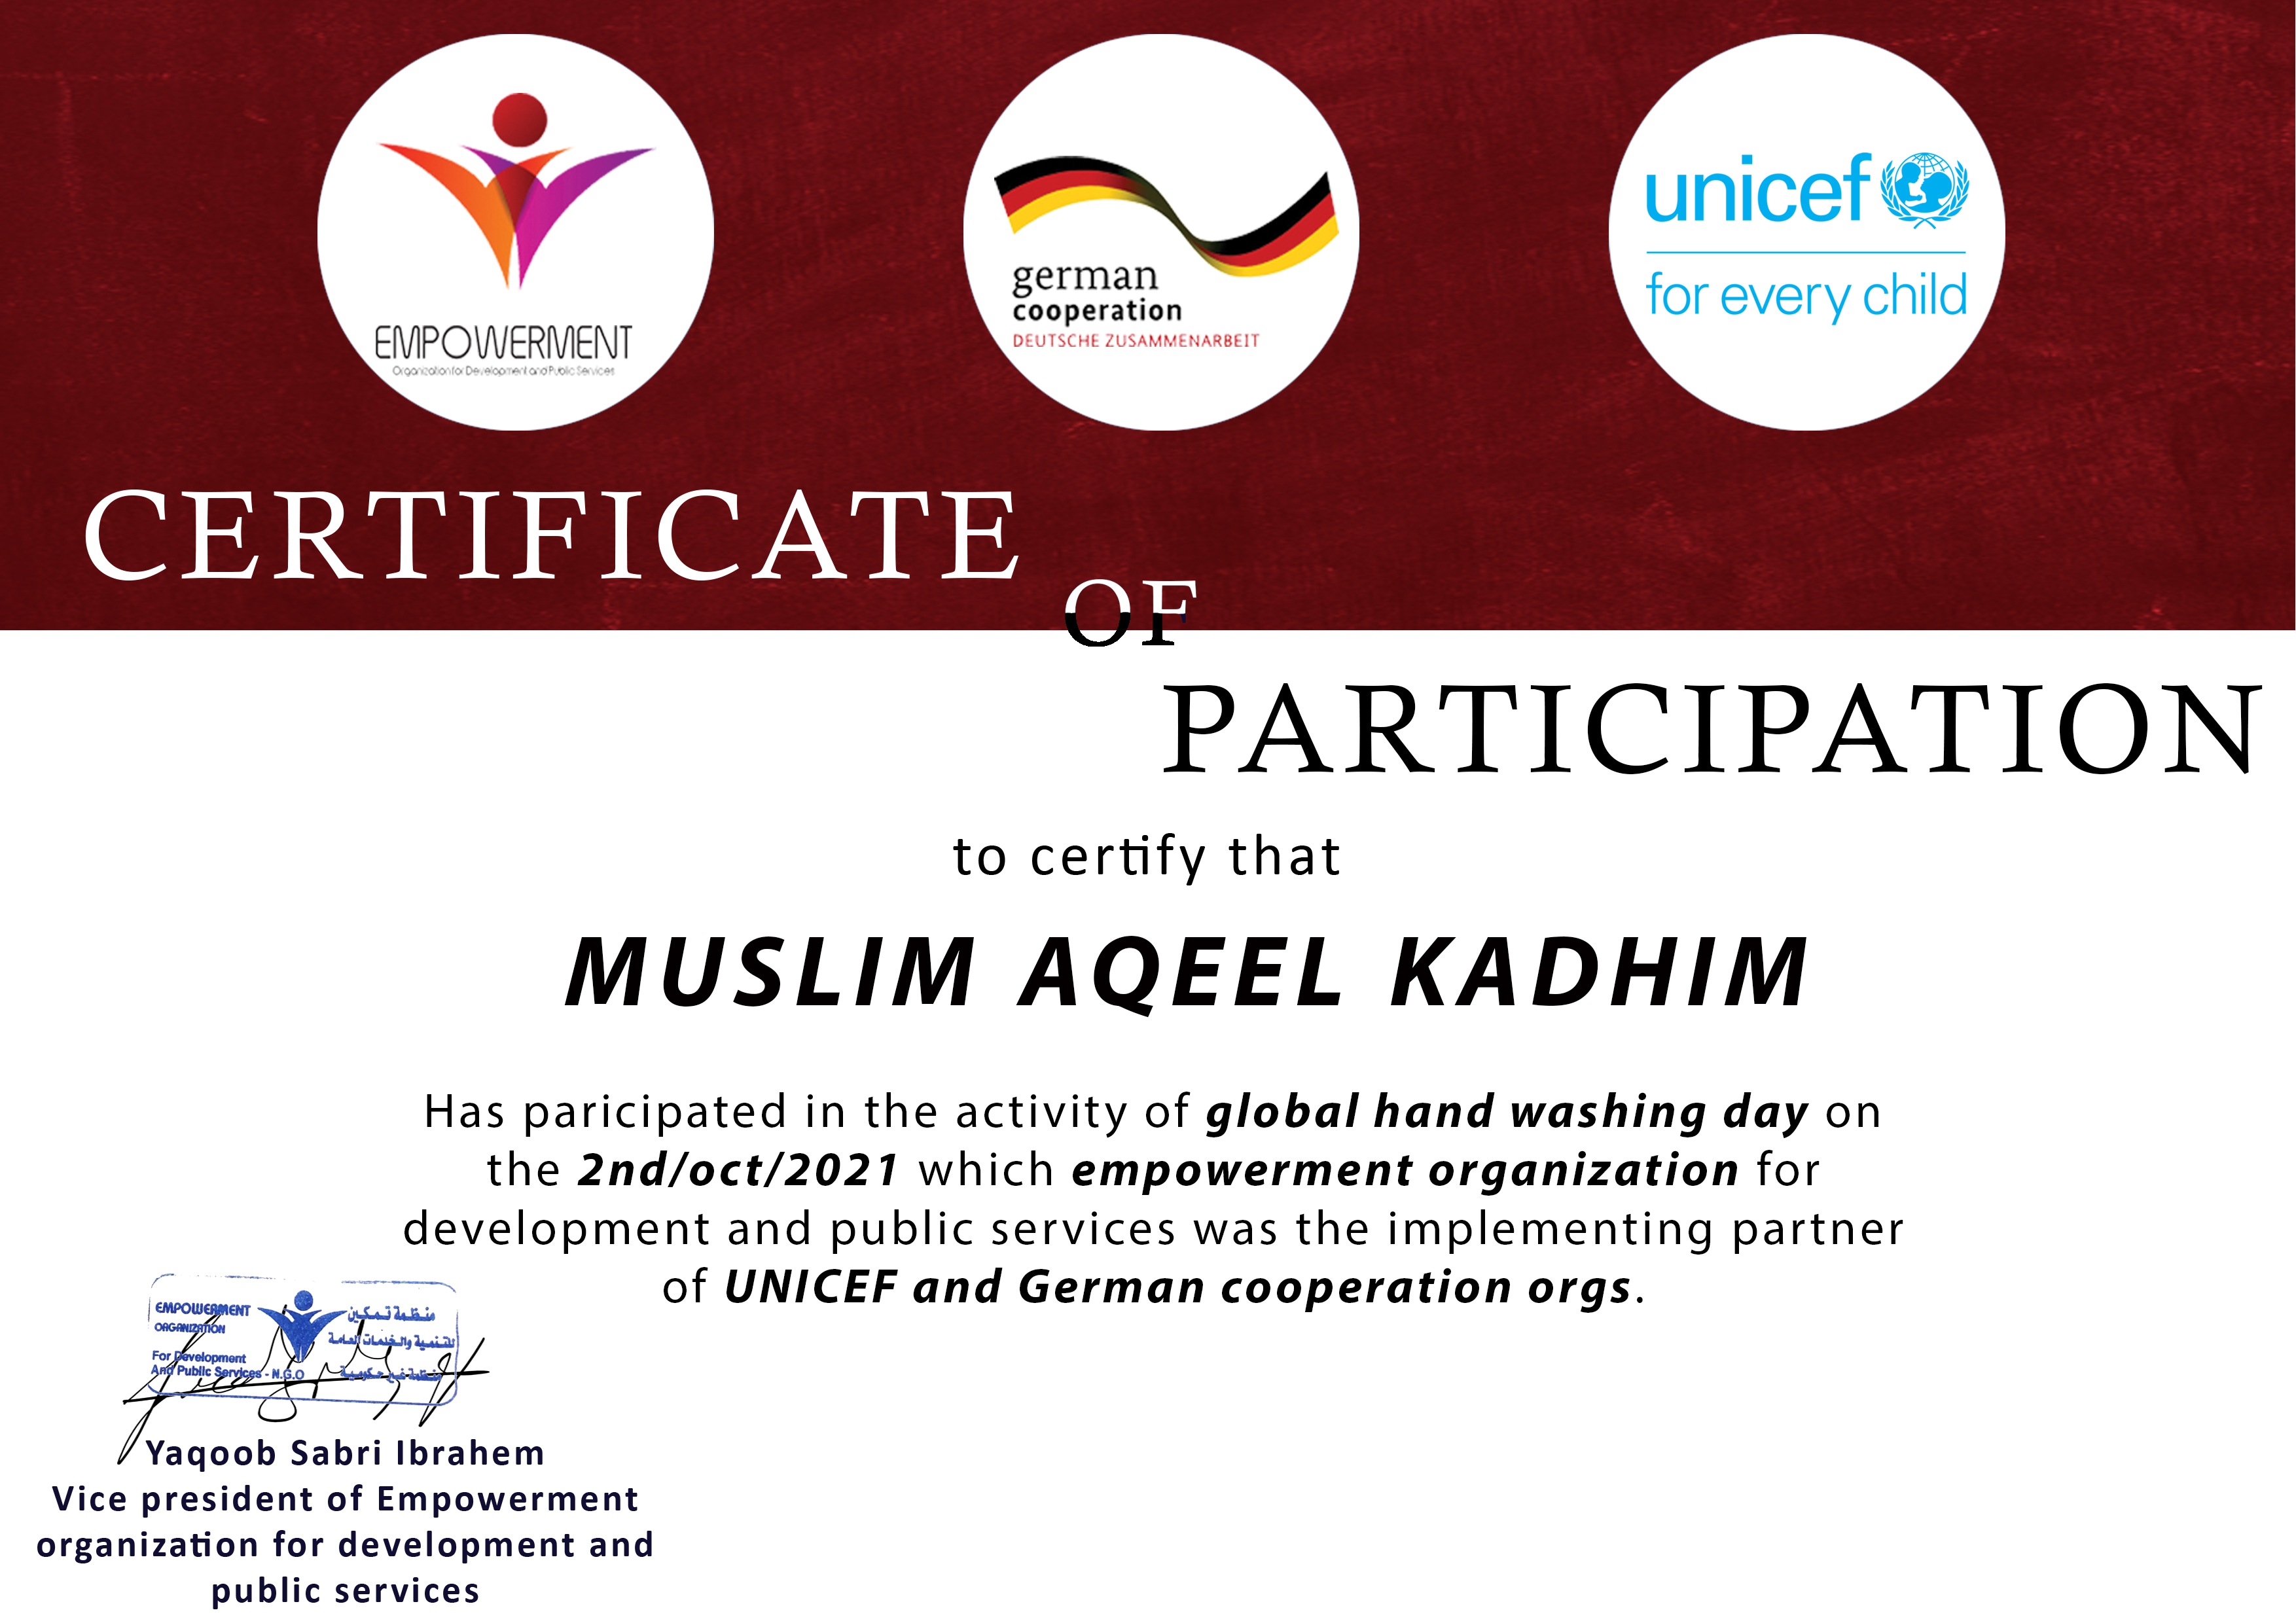 EMPOWERMENT
Organization for Development and Public Services
german
cooperation
DEUTSCHE ZUSAMMENARBEIT
unicef
for every child
CERTIFICATE
OF
PARTICIPATION
to certify that
MUSLIM AQEEL KADHIM
Has paricipated in the activity of global hand washing day on
the 2nd/oct/2021 which empowerment organization for
development and public services was the implementing partner
of UNICEF and German cooperation orgs.
EMPOWERMENT
ORGANIZATION
For Development
And Public Services - N.G.O
منظمة تمكين
للتنمية والخدمات العامة
منظمة غير حكومية
Yaqoob Sabri Ibrahem
Vice president of Empowerment
organization for development and
public services